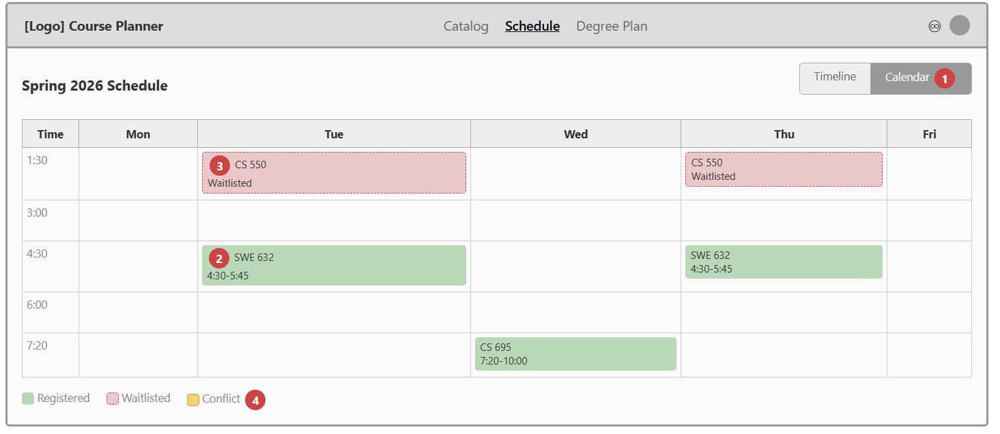 [Logo] Course Planner Catalog Schedule Degree Plan
Spring 2026 Schedule Timeline Calendar 1
Time Mon Tue Wed Thu Fri
1:30 3 CS 550 CS 550
Waitlisted Waitlisted
3:00
4:30 2 SWE 632 SWE 632
4:30-5:45 4:30-5:45
6:00
7:20 CS 695
7:20-10:00
Registered Waitlisted Conflict 4